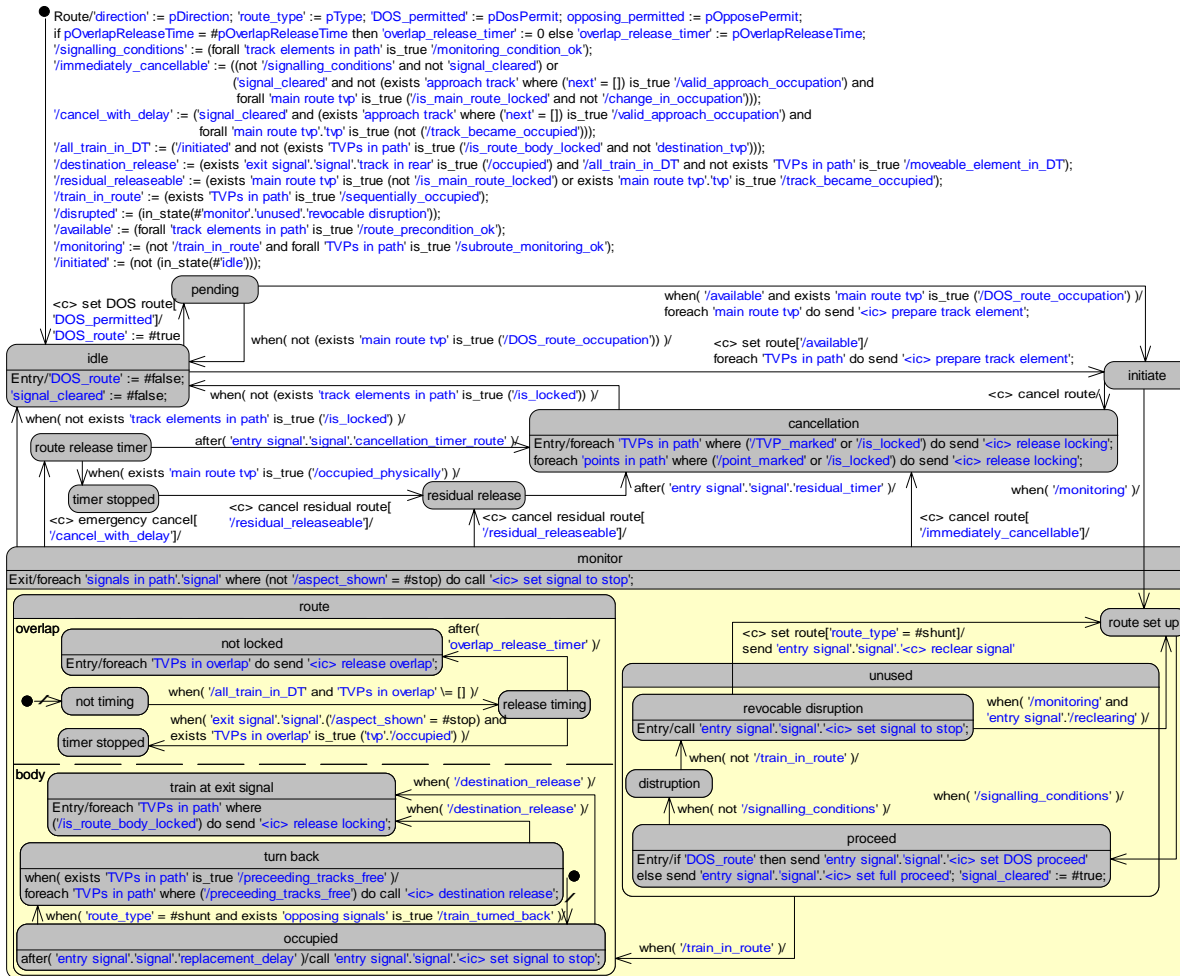 Route/'direction' := pDirection; 'route_type' := pType; 'DOS_permitted' := pDosPermit; opposing_permitted := pOpposePermit;
if pOverlapReleaseTime = #pOverlapReleaseTime then 'overlap_release_timer' := 0 else 'overlap_release_timer' := pOverlapReleaseTime;
'/signalling_conditions' := (forall 'track elements in path' is_true '/monitoring_condition_ok');
'/immediately_cancellable' := ((not '/signalling_conditions' and not 'signal_cleared') or
('signal_cleared' and not (exists 'approach track' where ('next' = []) is_true '/valid_approach_occupation') and
forall 'main route tvp' is_true ('/is_main_route_locked' and not '/change_in_occupation')));
'/cancel_with_delay' := ('signal_cleared' and (exists 'approach track' where ('next' = []) is_true '/valid_approach_occupation') and
forall 'main route tvp'.'tvp' is_true (not ('/track_became_occupied')));
'/all_train_in_DT' := ('/initiated' and not (exists 'TVPs in path' is_true ('/is_route_body_locked' and not 'destination_tvp')));
'/destination_release' := (exists 'exit signal'.'signal'.'track in rear' is_true ('/occupied') and '/all_train_in_DT' and not exists 'TVPs in path' is_true '/moveable_element_in_DT');
'/residual_releaseable' := (exists 'main route tvp' is_true (not '/is_main_route_locked') or exists 'main route tvp'.'tvp' is_true '/track_became_occupied');
'/train_in_route' := (exists 'TVPs in path' is_true '/sequentially_occupied');
'/disrupted' := (in_state(#'monitor'.'unused'.'revocable disruption'));
'/available' := (forall 'track elements in path' is_true '/route_precondition_ok');
'/monitoring' := (not '/train_in_route' and forall 'TVPs in path' is_true '/subroute_monitoring_ok');
'/initiated' := (not (in_state(#'idle')));
pending
<c> set DOS route[
'DOS_permitted']/
'DOS_route' := #true
when( '/available' and exists 'main route tvp' is_true ('/DOS_route_occupation') )/
foreach 'main route tvp' do send '<ic> prepare track element';
when( not (exists 'main route tvp' is_true ('/DOS_route_occupation')) )/
<c> set route['/available']/
foreach 'TVPs in path' do send '<ic> prepare track element';
idle
Entry/'DOS_route' := #false;
'signal_cleared' := #false;
initiate
when( not (exists 'track elements in path' is_true ('/is_locked')) )/
<c> cancel route/
when( not exists 'track elements in path' is_true ('/is_locked') )/
cancellation
Entry/foreach 'TVPs in path' where ('/TVP_marked' or '/is_locked') do send '<ic> release locking';
foreach 'points in path' where ('/point_marked' or '/is_locked') do send '<ic> release locking';
route release timer
after( 'entry signal'.'signal'.'cancellation_timer_route' )/
when( exists 'main route tvp' is_true ('/occupied_physically') )/
timer stopped
residual release
after( 'entry signal'.'signal'.'residual_timer' )/
when( '/monitoring' )/
<c> emergency cancel[
'/cancel_with_delay']/
<c> cancel residual route[
'/residual_releaseable']/
<c> cancel residual route[
'/residual_releaseable']/
<c> cancel route[
'/immediately_cancellable']/
monitor
Exit/foreach 'signals in path'.'signal' where (not '/aspect_shown' = #stop) do call '<ic> set signal to stop';
route
overlap
not locked
Entry/foreach 'TVPs in overlap' do send '<ic> release overlap';
after(
'overlap_release_timer' )/
not timing
when( '/all_train_in_DT' and 'TVPs in overlap' \= [] )/
release timing
when( 'exit signal'.'signal'.('/aspect_shown' = #stop) and
exists 'TVPs in overlap' is_true ('tvp'.'/occupied') )/
timer stopped
body
train at exit signal
Entry/foreach 'TVPs in path' where
('/is_route_body_locked') do send '<ic> release locking';
when( '/destination_release' )/
when( '/destination_release' )/
turn back
when( exists 'TVPs in path' is_true '/preceeding_tracks_free' )/
foreach 'TVPs in path' where ('/preceeding_tracks_free') do call '<ic> destination release';
when( 'route_type' = #shunt and exists 'opposing signals' is_true '/train_turned_back' )/
occupied
after( 'entry signal'.'signal'.'replacement_delay' )/call 'entry signal'.'signal'.'<ic> set signal to stop';
route set up
<c> set route['route_type' = #shunt]/
send 'entry signal'.'signal'.'<c> reclear signal'
unused
revocable disruption
Entry/call 'entry signal'.'signal'.'<ic> set signal to stop';
when( '/monitoring' and
'entry signal'.'/reclearing' )/
when( not '/train_in_route' )/
distruption
when( not '/signalling_conditions' )/
when( '/signalling_conditions' )/
proceed
Entry/if 'DOS_route' then send 'entry signal'.'signal'.'<ic> set DOS proceed'
else send 'entry signal'.'signal'.'<ic> set full proceed'; 'signal_cleared' := #true;
when( '/train_in_route' )/